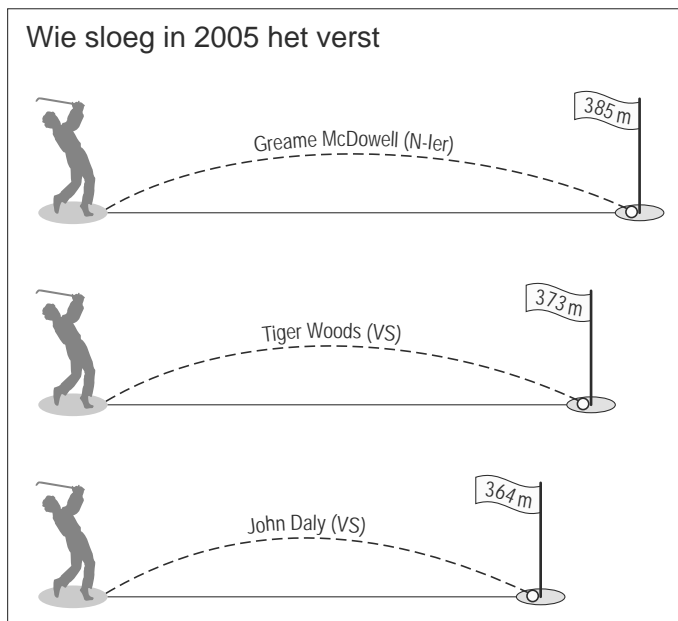 Wie sloeg in 2005 het verst
385 m
Greame McDowell (N-Ier)
373 m
Tiger Woods (VS)
364 m
John Daly (VS)